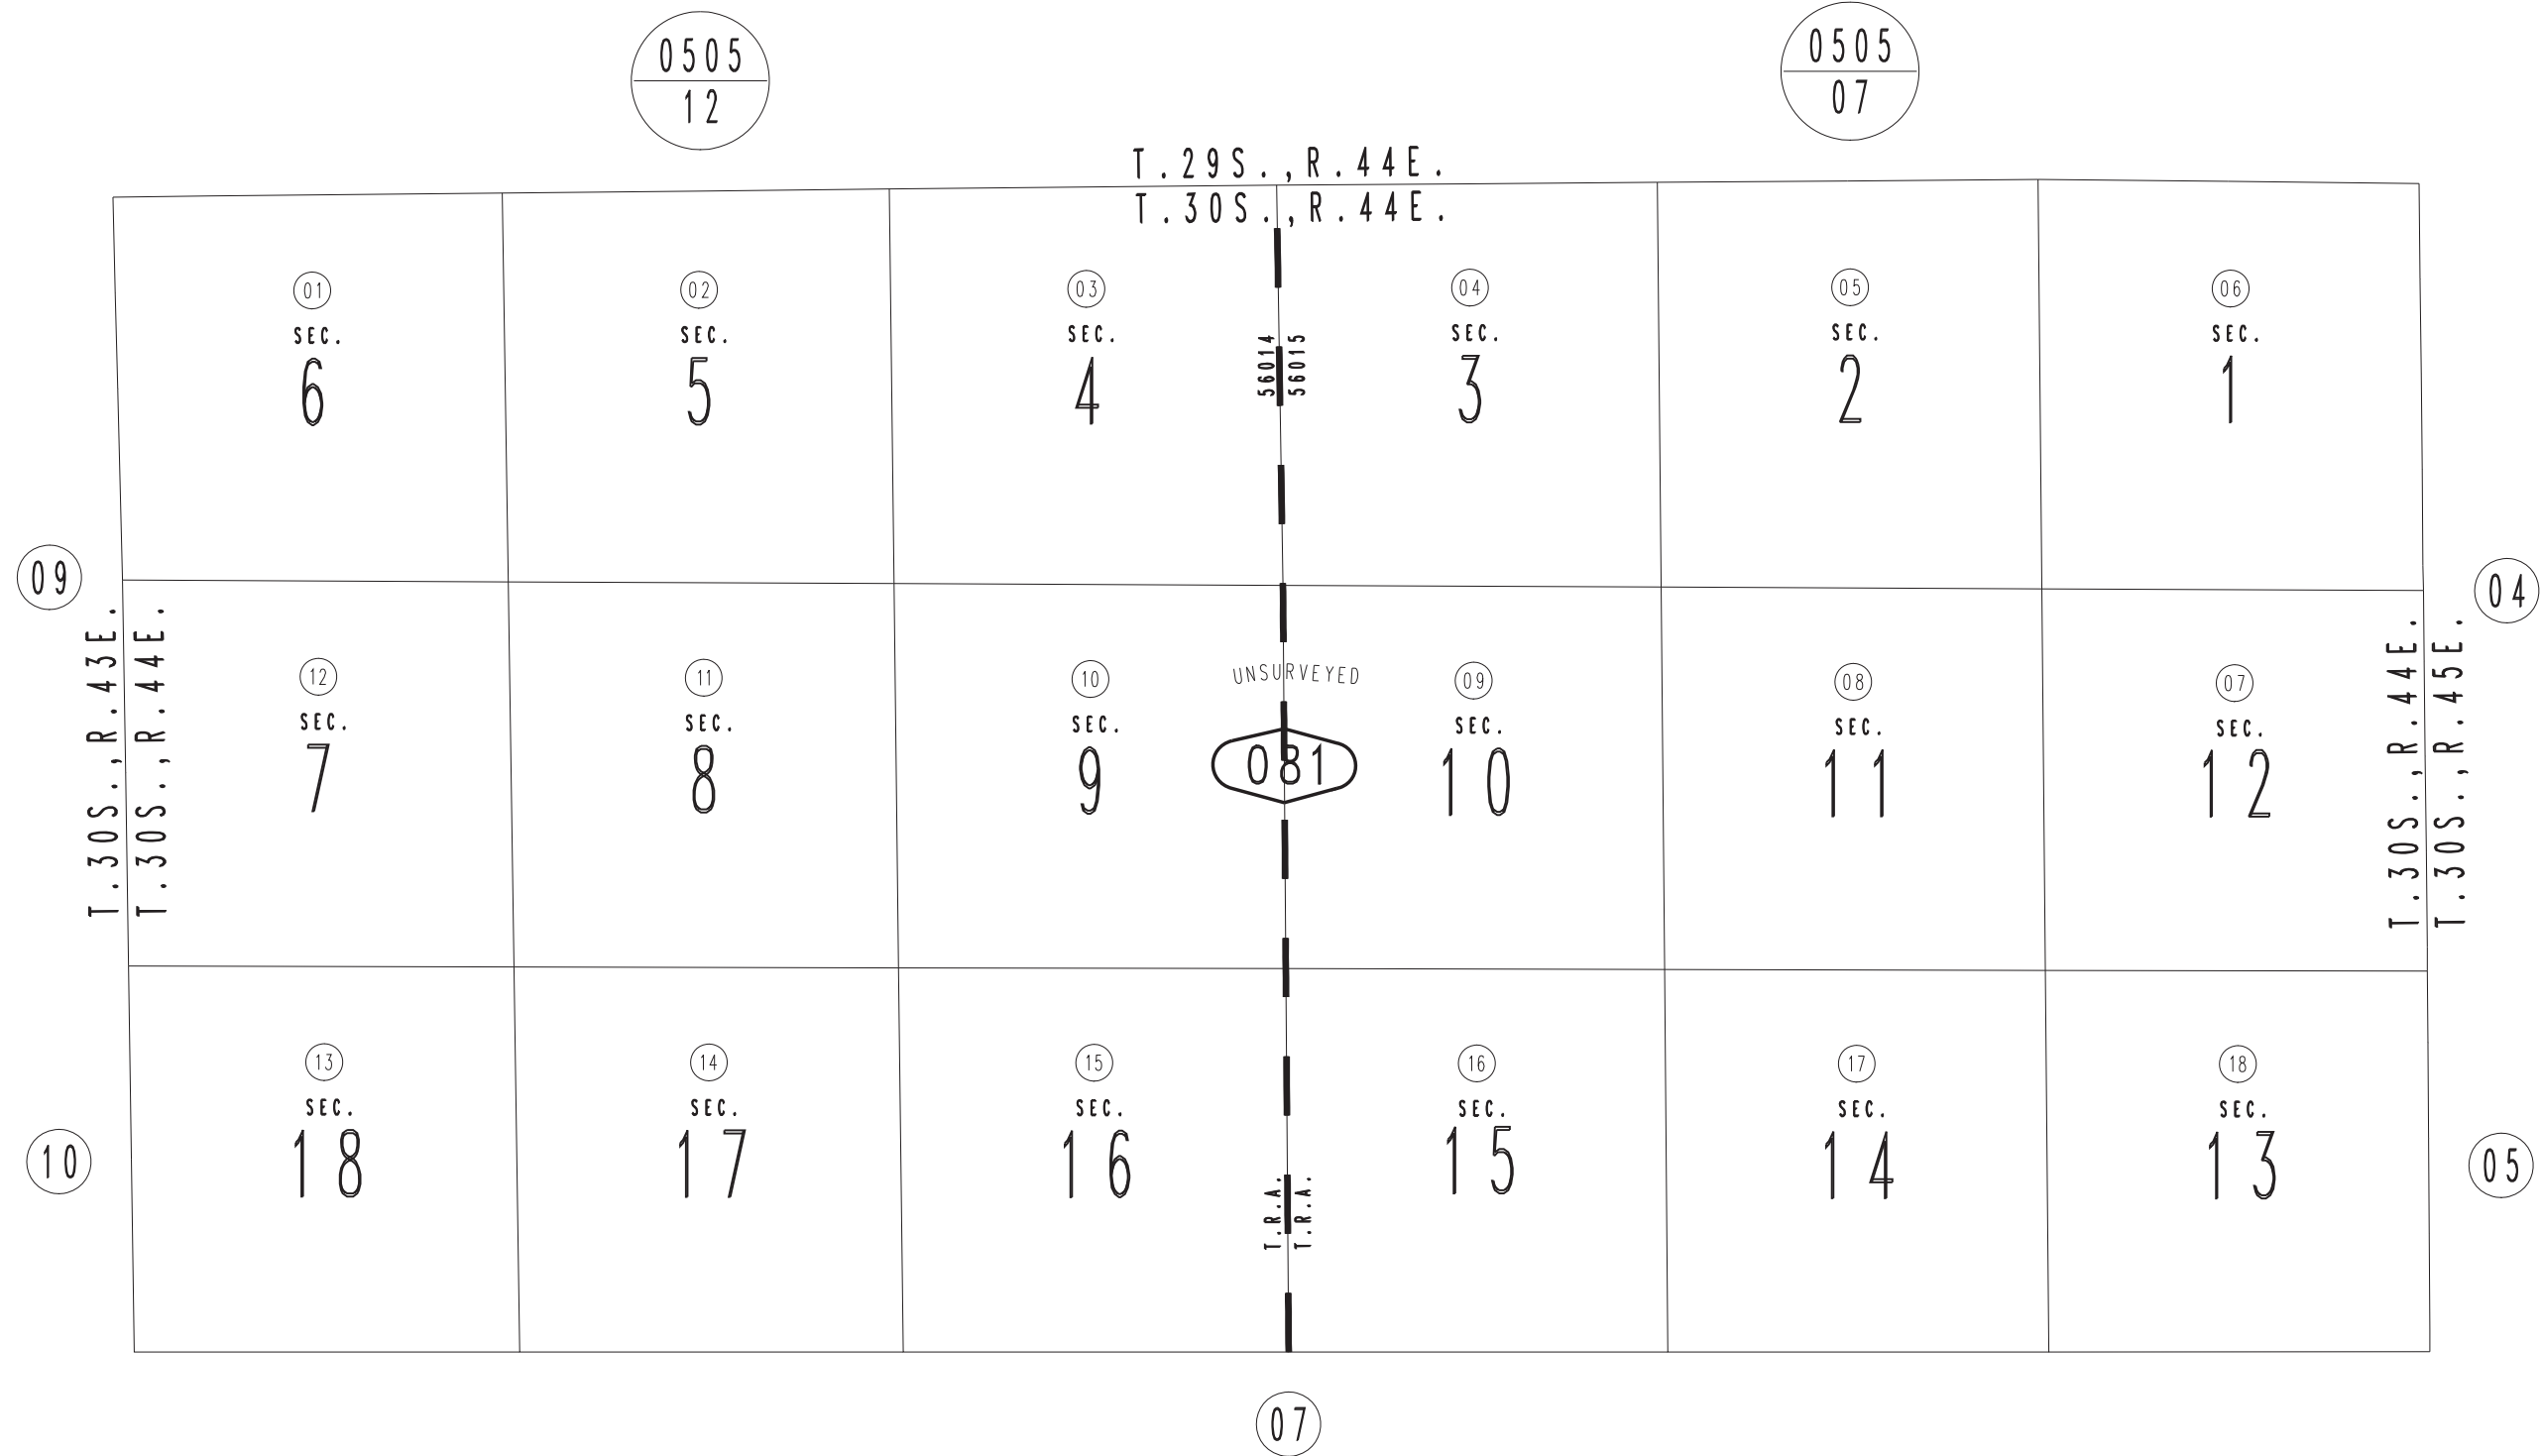 0505
12
0505
07
T.29S.,R.44E.
T.30S.,R.44E.
01
SEC.
6
02
SEC.
5
03
SEC.
4
56014
56015
04
SEC.
3
05
SEC.
2
06
SEC.
1
09
04
T.30S.,R.43E.
T.30S.,R.44E.
12
SEC.
7
11
SEC.
8
10
SEC.
9
UNSURVEYED
081
09
SEC.
10
08
SEC.
11
07
SEC.
12
T.30S.,R.44E.
T.30S.,R.45E.
10
13
SEC.
18
14
SEC.
17
15
SEC.
16
T.R.A.
T.R.A.
16
SEC.
15
17
SEC.
14
18
SEC.
13
05
07